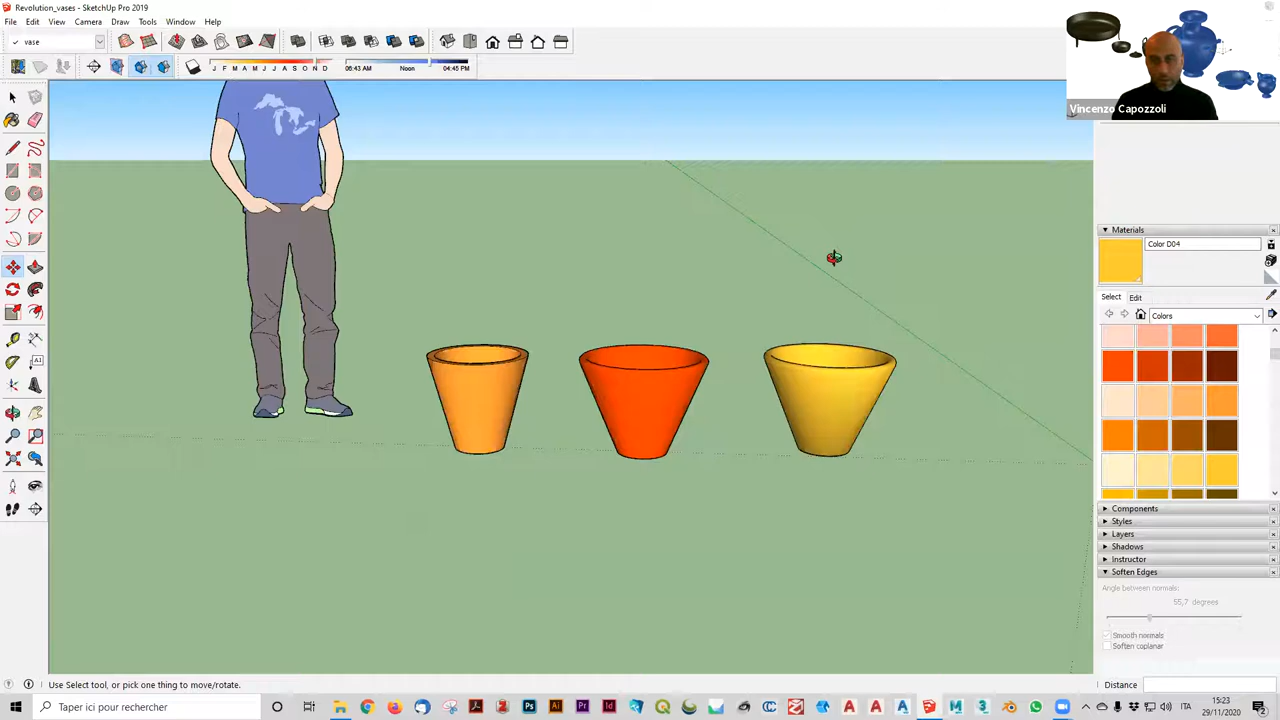 Revolution_vases - SketchUp Pro 2019
File Edit View Camera Draw Tools Window Help
vase
J F M A M J J A S O N D 06:43 AM Noon 04:45 PM
Vincenzo Capozzoli
Materials
Color D04
Select Edit
Colors
Components
Styles
Layers
Shadows
Instructor
Soften Edges
Angle between normals:
55,7 degrees
Smooth normals
Soften coplanar
Use Select tool, or pick one thing to move/rotate.
Distance
Taper ici pour rechercher
ITA
15:23
29/11/2020